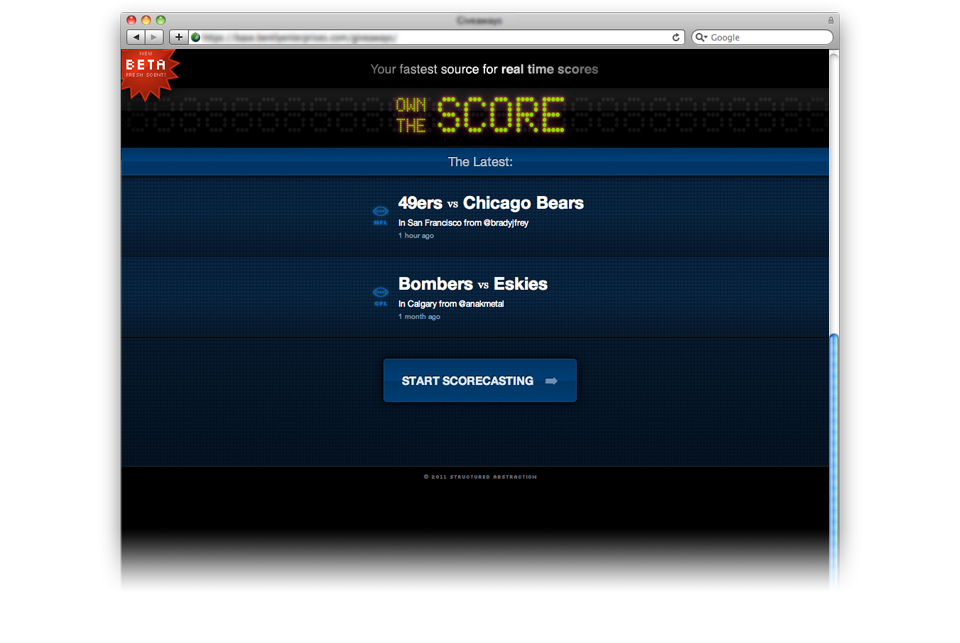 Giveaways
Google
NEW
BETA
FRESH SCENT!
Your fastest source for real time scores
OWN
THE
SCORE
The Latest:
49ers vs Chicago Bears
NFL
In San Francisco from @bradyjfrey
1 hour ago
Bombers vs Eskies
CFL
In Calgary from @anakmetal
1 month ago
START SCORECASTING
© 2011 STRUCTURED ABSTRACTION